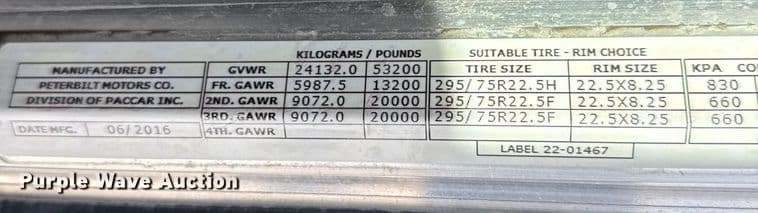 KILOGRAMS / POUNDS SUITABLE TIRE - RIM CHOICE
MANUFACTURED BY GVWR 24132.0 53200 TIRE SIZE RIM SIZE KPA CO
PETERBILT MOTORS CO. FR. GAWR 5987.5 13200 295/75R22.5H 22.5X8.25 830
DIVISION OF PACCAR INC. 2ND. GAWR 9072.0 20000 295/75R22.5F 22.5X8.25 660
3RD. GAWR 9072.0 20000 295/75R22.5F 22.5X8.25 660
DATE MFG. 06/2016 4TH. GAWR
LABEL 22-01467
Purple Wave Auction